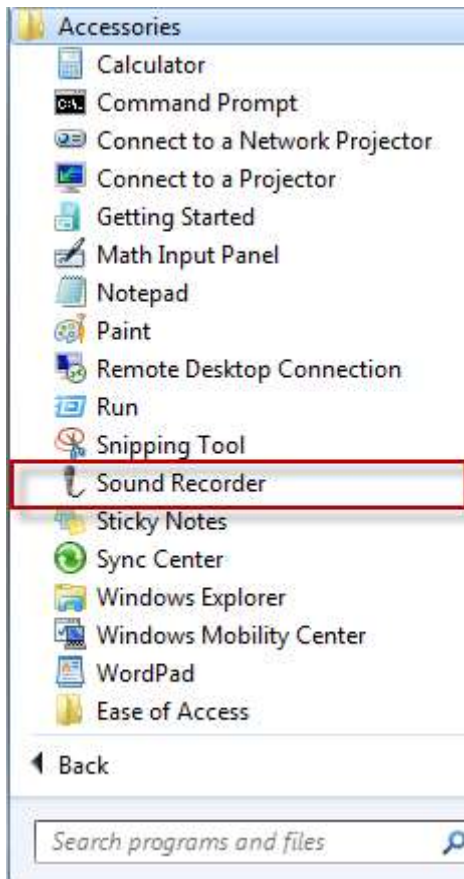 Accessories
Calculator
C:\_
Command Prompt
Connect to a Network Projector
Connect to a Projector
Getting Started
Math Input Panel
Notepad
Paint
Remote Desktop Connection
Run
Snipping Tool
Sound Recorder
Sticky Notes
Sync Center
Windows Explorer
Windows Mobility Center
WordPad
Ease of Access
Back
Search programs and files